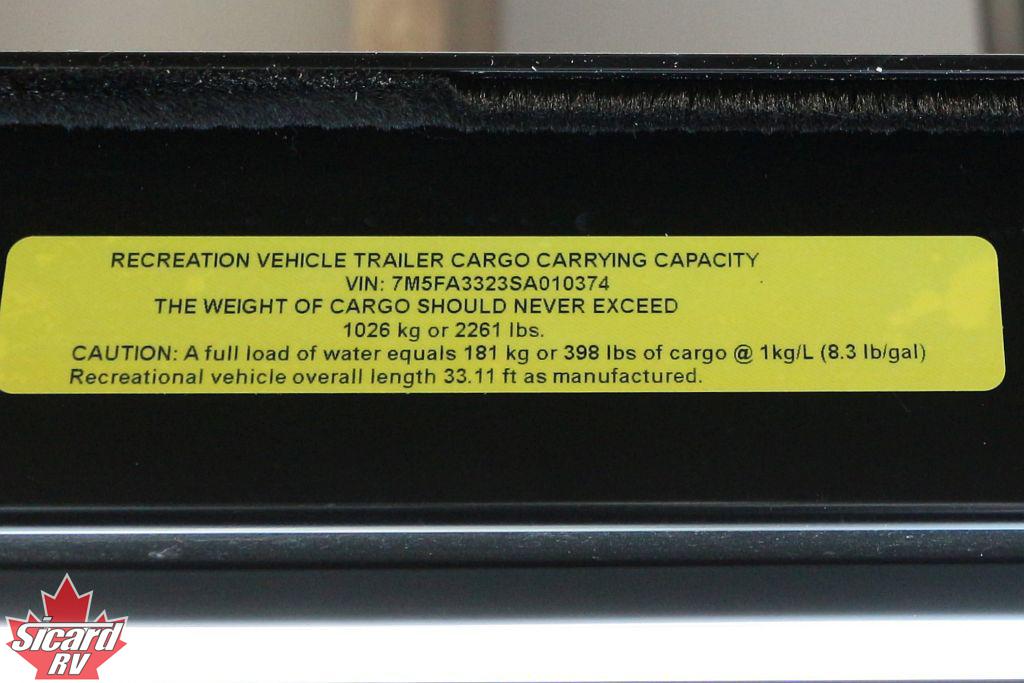 RECREATION VEHICLE TRAILER CARGO CARRYING CAPACITY
VIN: 7M5FA3323SA010374
THE WEIGHT OF CARGO SHOULD NEVER EXCEED
1026 kg or 2261 lbs.
CAUTION: A full load of water equals 181 kg or 398 lbs of cargo @ 1kg/L (8.3 lb/gal)
Recreational vehicle overall length 33.11 ft as manufactured.
Sicard
RV